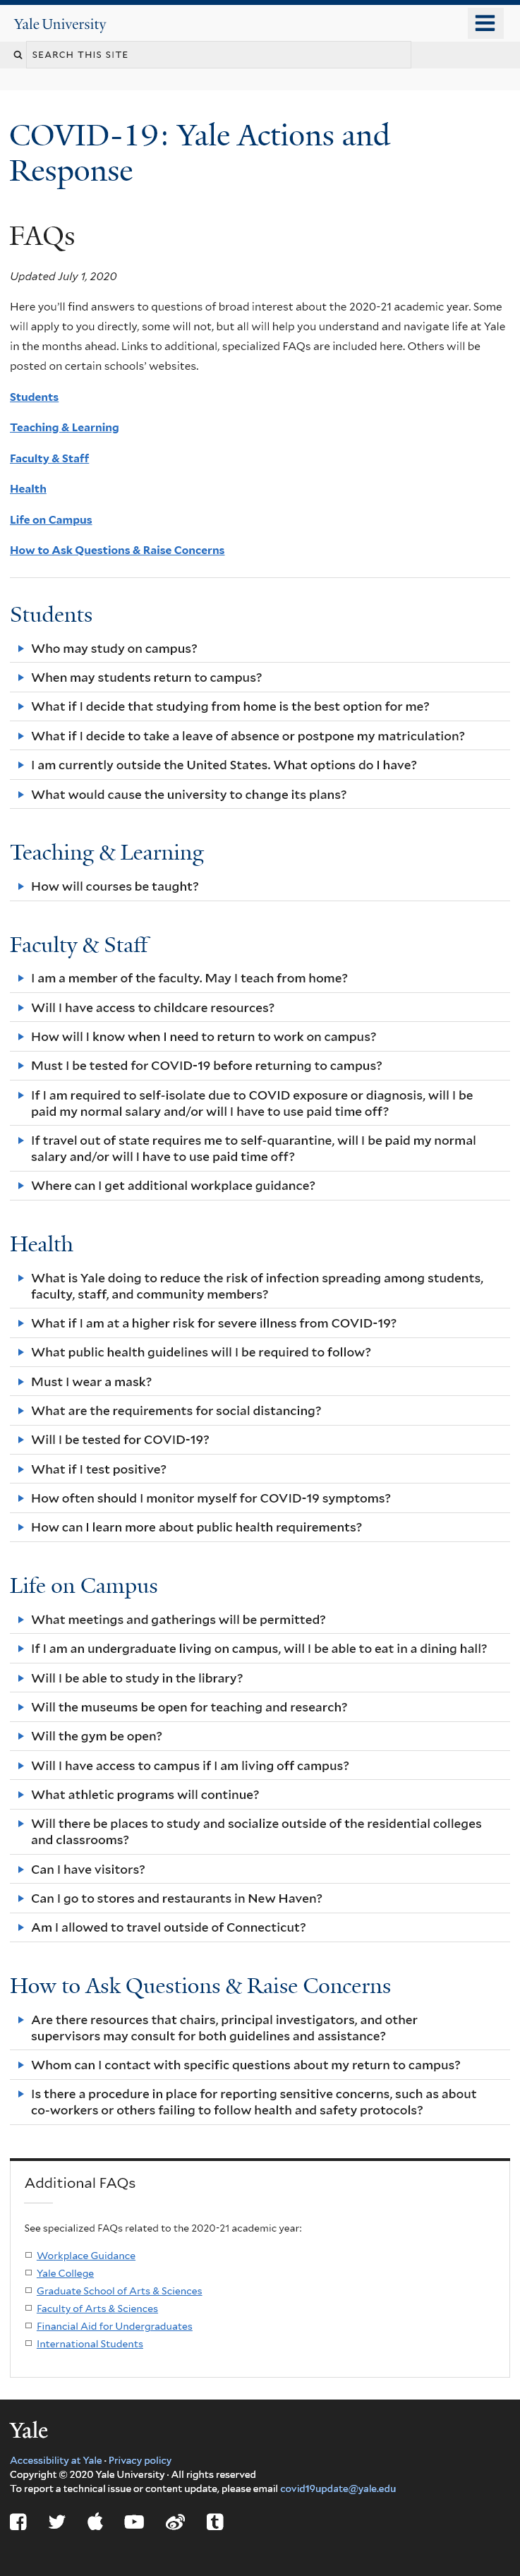 Yale University
SEARCH THIS SITE
COVID-19: Yale Actions and
Response
FAQs
Updated July 1, 2020
Here you'll find answers to questions of broad interest about the 2020-21 academic year. Some
will apply to you directly, some will not, but all will help you understand and navigate life at Yale
in the months ahead. Links to additional, specialized FAQs are included here. Others will be
posted on certain schools' websites.
Students
Teaching & Learning
Faculty & Staff
Health
Life on Campus
How to Ask Questions & Raise Concerns
Students
Who may study on campus?
When may students return to campus?
What if I decide that studying from home is the best option for me?
What if I decide to take a leave of absence or postpone my matriculation?
I am currently outside the United States. What options do I have?
What would cause the university to change its plans?
Teaching & Learning
How will courses be taught?
Faculty & Staff
I am a member of the faculty. May I teach from home?
Will I have access to childcare resources?
How will I know when I need to return to work on campus?
Must I be tested for COVID-19 before returning to campus?
If I am required to self-isolate due to COVID exposure or diagnosis, will I be
paid my normal salary and/or will I have to use paid time off?
If travel out of state requires me to self-quarantine, will I be paid my normal
salary and/or will I have to use paid time off?
Where can I get additional workplace guidance?
Health
What is Yale doing to reduce the risk of infection spreading among students,
faculty, staff, and community members?
What if I am at a higher risk for severe illness from COVID-19?
What public health guidelines will I be required to follow?
Must I wear a mask?
What are the requirements for social distancing?
Will I be tested for COVID-19?
What if I test positive?
How often should I monitor myself for COVID-19 symptoms?
How can I learn more about public health requirements?
Life on Campus
What meetings and gatherings will be permitted?
If I am an undergraduate living on campus, will I be able to eat in a dining hall?
Will I be able to study in the library?
Will the museums be open for teaching and research?
Will the gym be open?
Will I have access to campus if I am living off campus?
What athletic programs will continue?
Will there be places to study and socialize outside of the residential colleges
and classrooms?
Can I have visitors?
Can I go to stores and restaurants in New Haven?
Am I allowed to travel outside of Connecticut?
How to Ask Questions & Raise Concerns
Are there resources that chairs, principal investigators, and other
supervisors may consult for both guidelines and assistance?
Whom can I contact with specific questions about my return to campus?
Is there a procedure in place for reporting sensitive concerns, such as about
co-workers or others failing to follow health and safety protocols?
Additional FAQs
See specialized FAQs related to the 2020-21 academic year:
Workplace Guidance
Yale College
Graduate School of Arts & Sciences
Faculty of Arts & Sciences
Financial Aid for Undergraduates
International Students
Yale
Accessibility at Yale · Privacy policy
Copyright © 2020 Yale University · All rights reserved
To report a technical issue or content update, please email covid19update@yale.edu